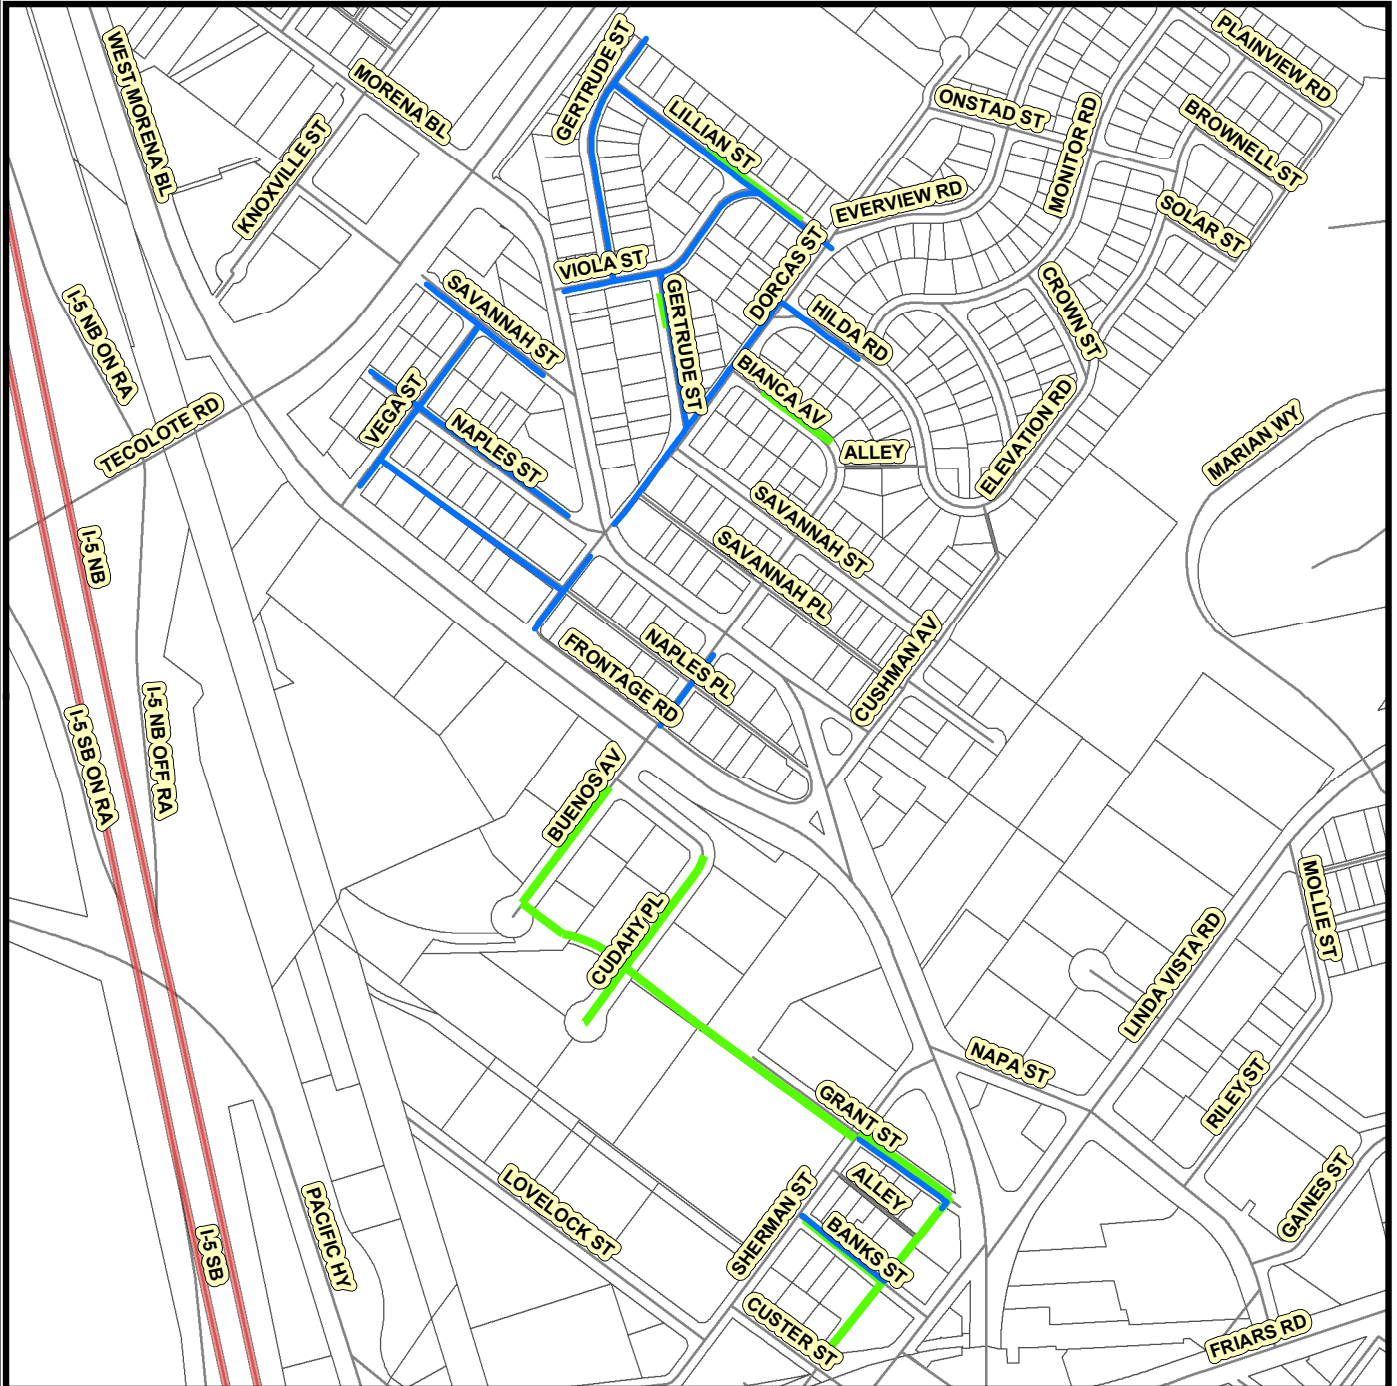 GERTRUDE ST
PLAINVIEW RD
WEST MORENA BL
MORENA BL
ONSTAD ST
LILLIAN ST
MONITOR RD
BROWNELL ST
KNOXVILLE ST
EVERVIEW RD
SOLAR ST
VIOLA ST
DORCAS ST
SAVANNAH ST
GERTRUDE ST
HILDA RD
CROWN ST
I-5 NB ON RA
BIANCA AV
VEGA ST
TECOLOTE RD
NAPLES ST
ALLEY
ELEVATION RD
MARIAN WY
SAVANNAH ST
I-5 NB
SAVANNAH PL
CUSHMAN AV
NAPLES PL
FRONTAGE RD
I-5 NB OFF RA
I-5 SB ON RA
BUENOS AV
MOLLIE ST
CUDAHY PL
LINDA VISTA RD
NAPA ST
RILEY ST
GRANT ST
ALLEY
GAINES ST
LOVELOCK ST
SHERMAN ST
PACIFIC HY
BANKS ST
I-5 SB
CUSTER ST
FRIARS RD